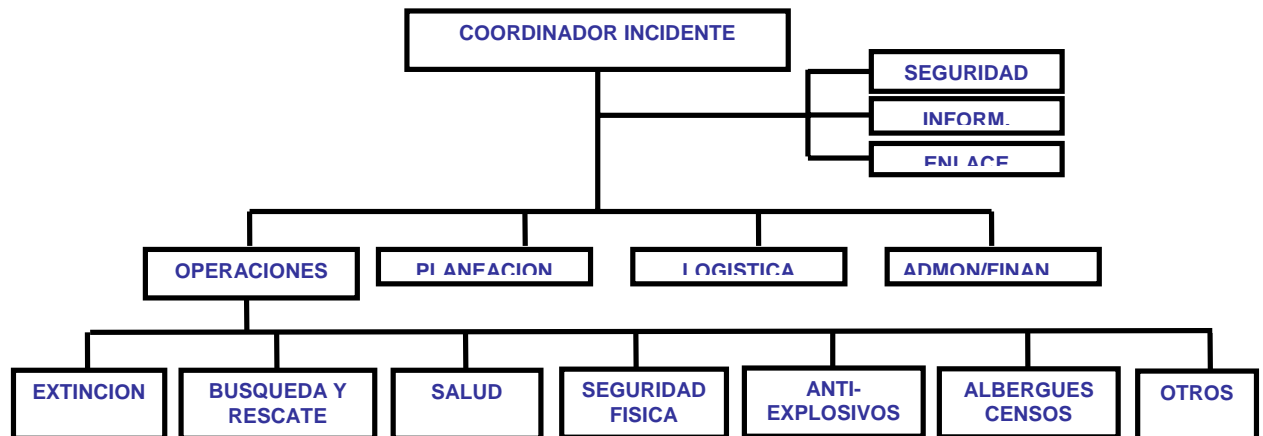 COORDINADOR INCIDENTE
SEGURIDAD
INFORM.
ENLACE
OPERACIONES
PLANEACION
LOGISTICA
ADMON/FINAN
EXTINCION
BUSQUEDA Y
RESCATE
SALUD
SEGURIDAD
FISICA
ANTI-
EXPLOSIVOS
ALBERGUES
CENSOS
OTROS